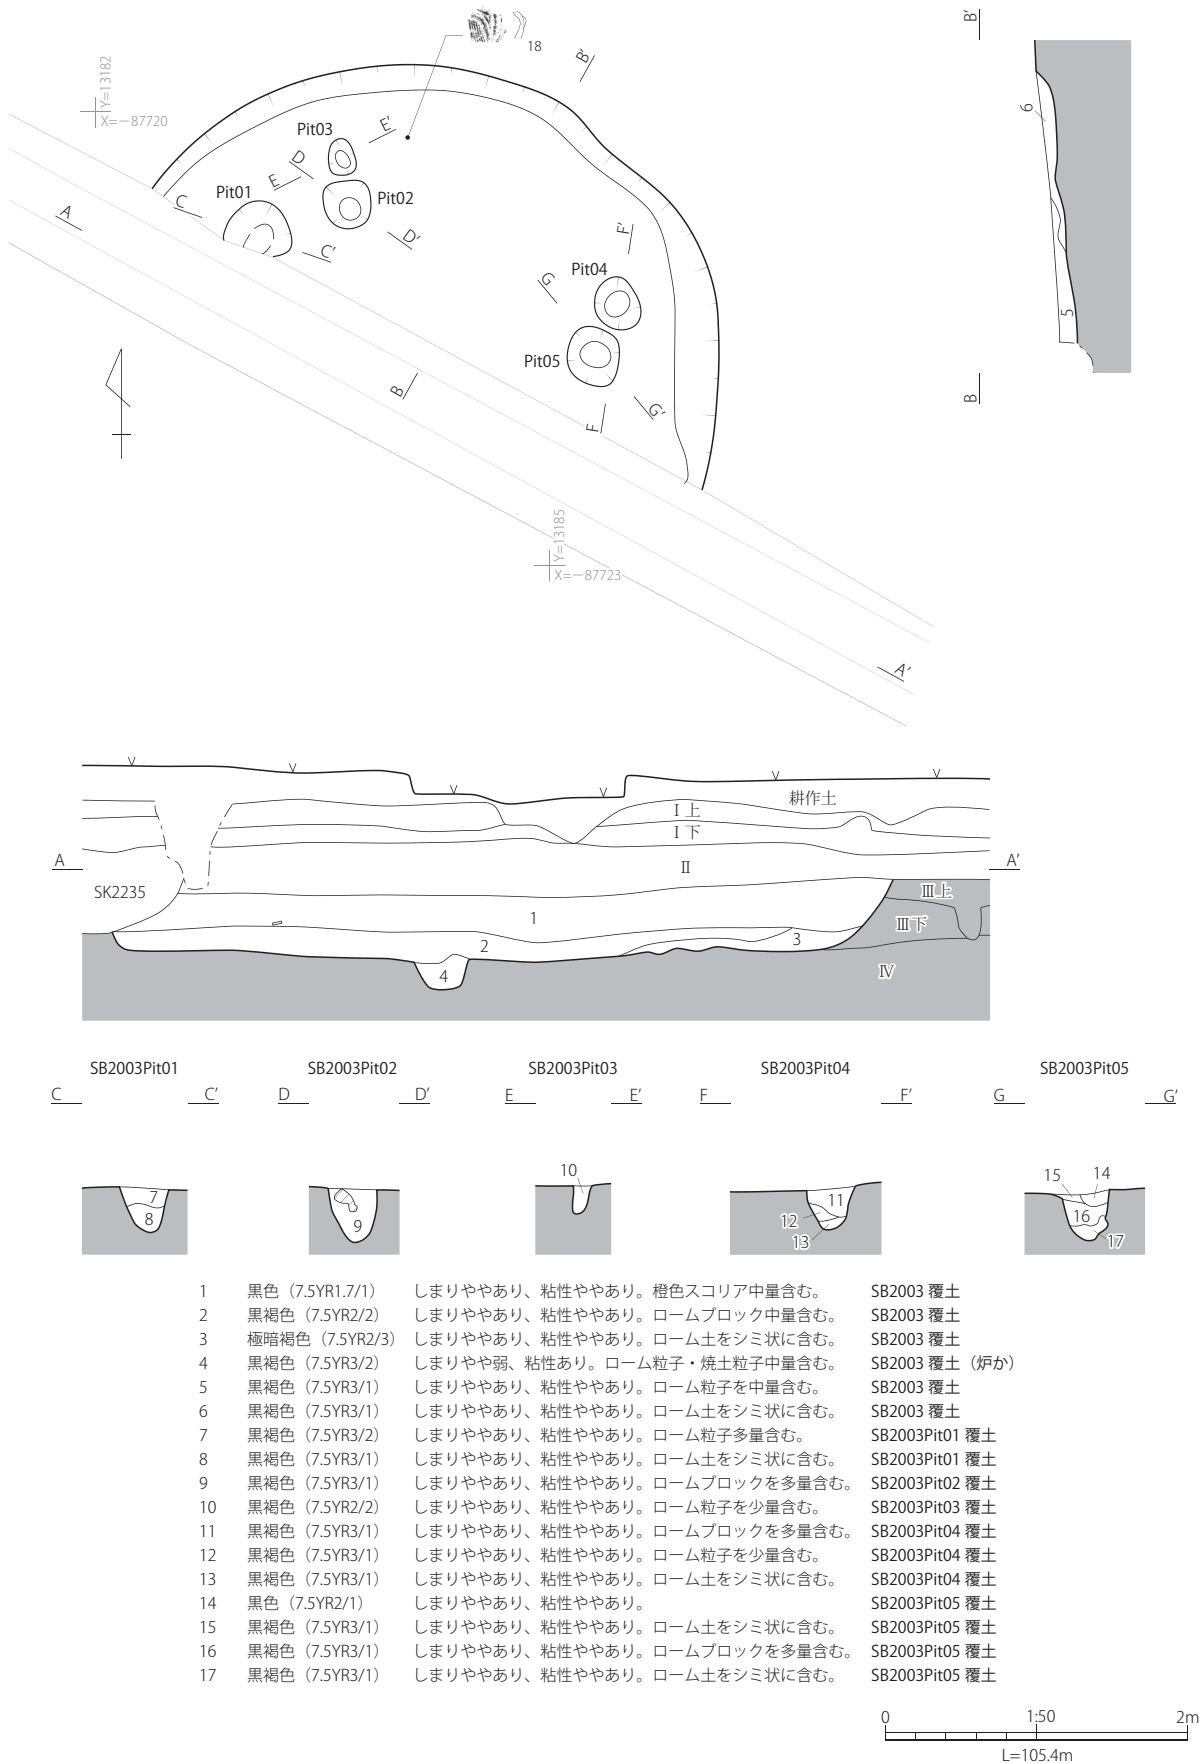 18
B'
B'
Y=13182
X=−87720
6
Pit03
E'
D
E
Pit01
Pit02
C
A
D'
C'
F'
Pit04
G
5
Pit05
B
B
G'
F
Y=13185
X=−87723
A'
耕作土
Ⅰ上
Ⅰ下
A
A'
Ⅱ
SK2235
Ⅲ上
1
Ⅲ下
2
3
4
Ⅳ
SB2003Pit01
SB2003Pit02
SB2003Pit03
SB2003Pit04
SB2003Pit05
C C' D D' E E' F F' G G'
7
8
9
10
11
12
13
15
14
16
17
1 黒色（7.5YR1.7/1） しまりややあり、粘性ややあり。橙色スコリア中量含む。 SB2003 覆土
2 黒褐色（7.5YR2/2） しまりややあり、粘性ややあり。ロームブロック中量含む。 SB2003 覆土
3 極暗褐色（7.5YR2/3） しまりややあり、粘性ややあり。ローム土をシミ状に含む。 SB2003 覆土
4 黒褐色（7.5YR3/2） しまりやや弱、粘性あり。ローム粒子・焼土粒子中量含む。 SB2003 覆土（炉か）
5 黒褐色（7.5YR3/1） しまりややあり、粘性ややあり。ローム粒子を中量含む。 SB2003 覆土
6 黒褐色（7.5YR3/1） しまりややあり、粘性ややあり。ローム土をシミ状に含む。 SB2003 覆土
7 黒褐色（7.5YR3/2） しまりややあり、粘性ややあり。ローム粒子多量含む。 SB2003Pit01 覆土
8 黒褐色（7.5YR3/1） しまりややあり、粘性ややあり。ローム土をシミ状に含む。 SB2003Pit01 覆土
9 黒褐色（7.5YR3/1） しまりややあり、粘性ややあり。ロームブロックを多量含む。 SB2003Pit02 覆土
10 黒褐色（7.5YR2/2） しまりややあり、粘性ややあり。ローム粒子を少量含む。 SB2003Pit03 覆土
11 黒褐色（7.5YR3/1） しまりややあり、粘性ややあり。ロームブロックを多量含む。 SB2003Pit04 覆土
12 黒褐色（7.5YR3/1） しまりややあり、粘性ややあり。ローム粒子を少量含む。 SB2003Pit04 覆土
13 黒褐色（7.5YR3/1） しまりややあり、粘性ややあり。ローム土をシミ状に含む。 SB2003Pit04 覆土
14 黒色（7.5YR2/1） しまりややあり、粘性ややあり。 SB2003Pit05 覆土
15 黒褐色（7.5YR3/1） しまりややあり、粘性ややあり。ローム土をシミ状に含む。 SB2003Pit05 覆土
16 黒褐色（7.5YR3/1） しまりややあり、粘性ややあり。ロームブロックを多量含む。 SB2003Pit05 覆土
17 黒褐色（7.5YR3/1） しまりややあり、粘性ややあり。ローム土をシミ状に含む。 SB2003Pit05 覆土
0 1:50 2m
L=105.4m